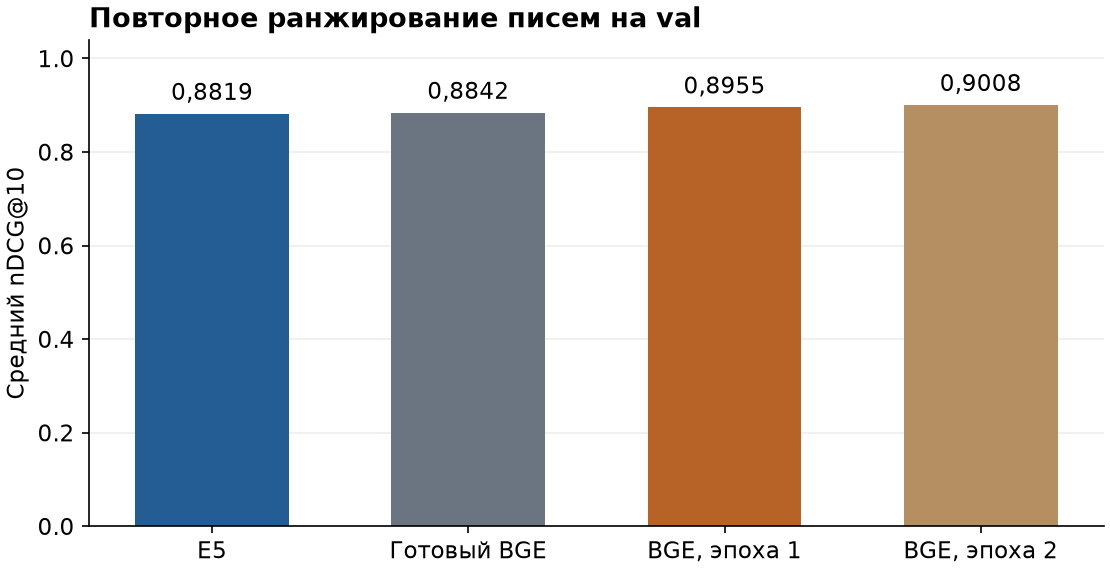 Повторное ранжирование писем на val
Средний nDCG@10
1.0
0.8
0.6
0.4
0.2
0.0
0,8819
0,8842
0,8955
0,9008
E5
Готовый BGE
BGE, эпоха 1
BGE, эпоха 2